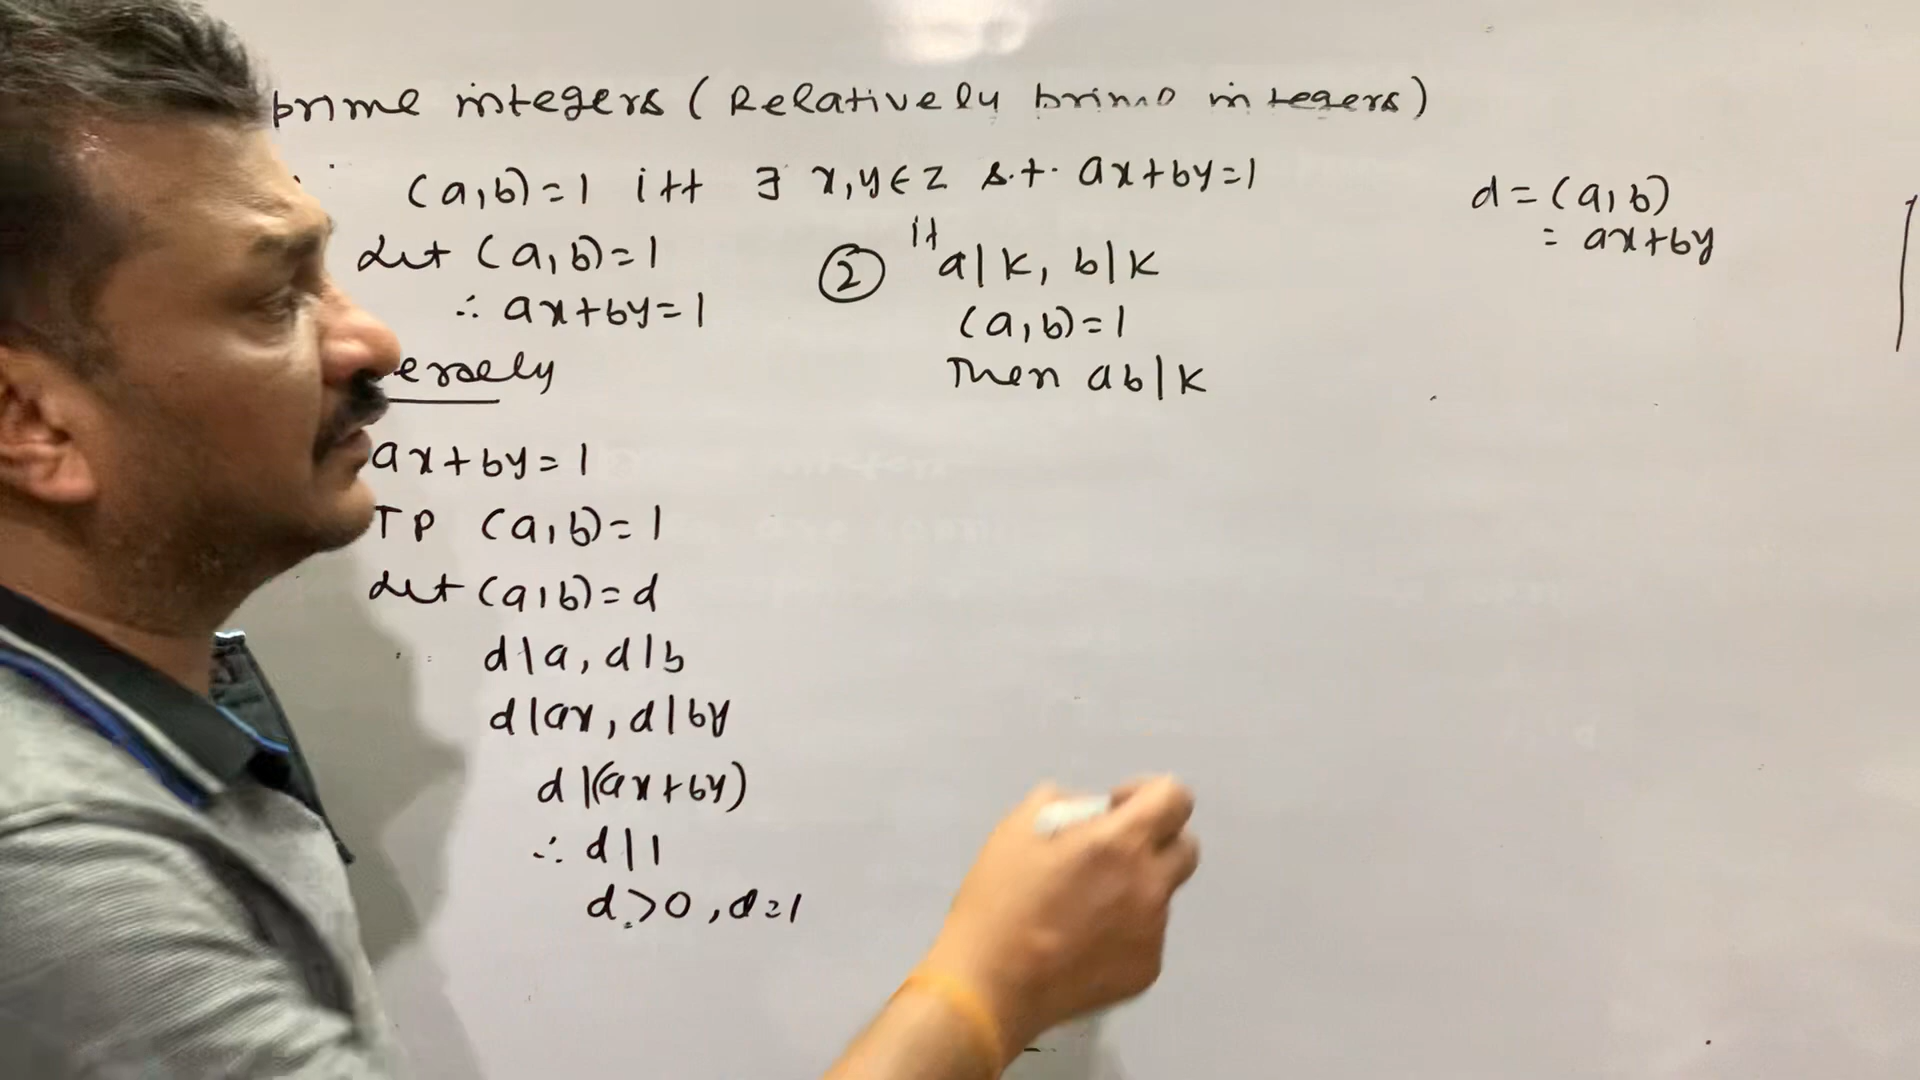 prime integers (Relatively prime integers)
(a,b)=1 iff ∃ x,y∈Z s.t. ax+by=1
Let (a,b)=1
∴ ax+by=1
ersely
ax+by=1
TP (a,b)=1
Let (a,b)=d
d|a, d|b
d|ax, d|by
d|(ax+by)
∴ d|1
d>0, d=1
② if a|K, b|K
(a,b)=1
Then ab|K
d=(a,b)
= ax+by